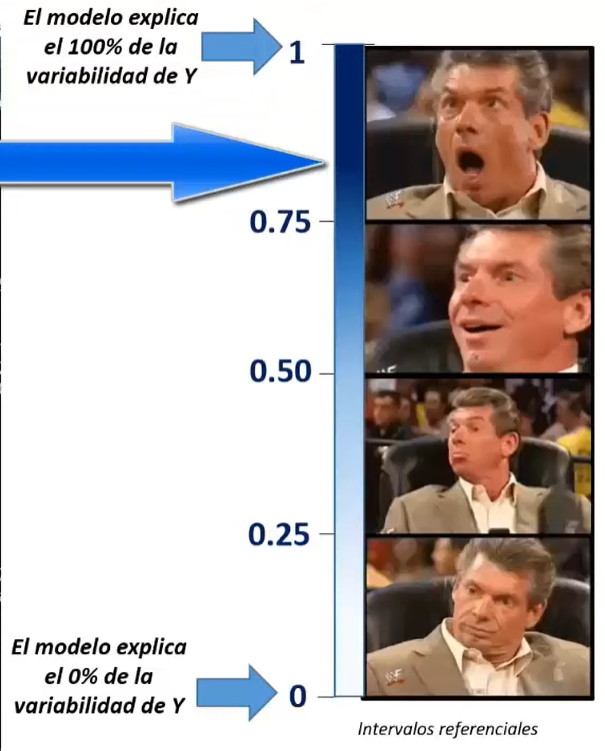 El modelo explica
el 100% de la
variabilidad de Y
1
0.75
0.50
0.25
El modelo explica
el 0% de la
variabilidad de Y
0
Intervalos referenciales